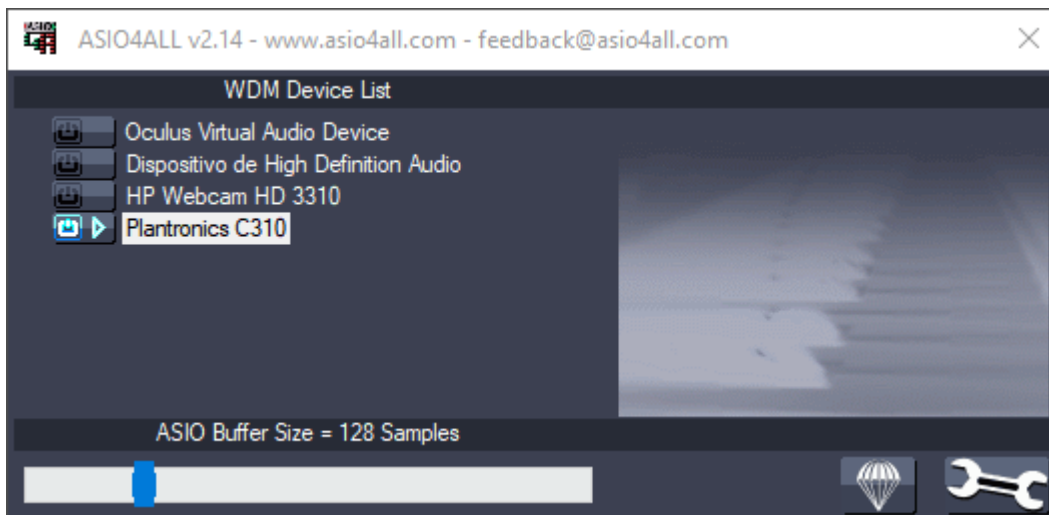 ASIO4ALL v2.14 - www.asio4all.com - feedback@asio4all.com
WDM Device List
Oculus Virtual Audio Device
Dispositivo de High Definition Audio
HP Webcam HD 3310
Plantronics C310
ASIO Buffer Size = 128 Samples